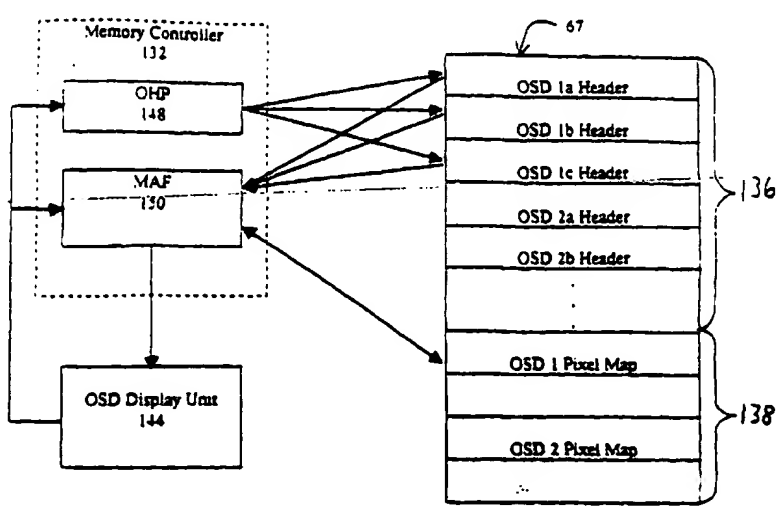 Memory Controller
132
OHP
148
MAF
150
OSD Display Unit
144
67
OSD 1a Header
OSD 1b Header
OSD 1c Header
OSD 2a Header
OSD 2b Header
136
OSD 1 Pixel Map
OSD 2 Pixel Map
138